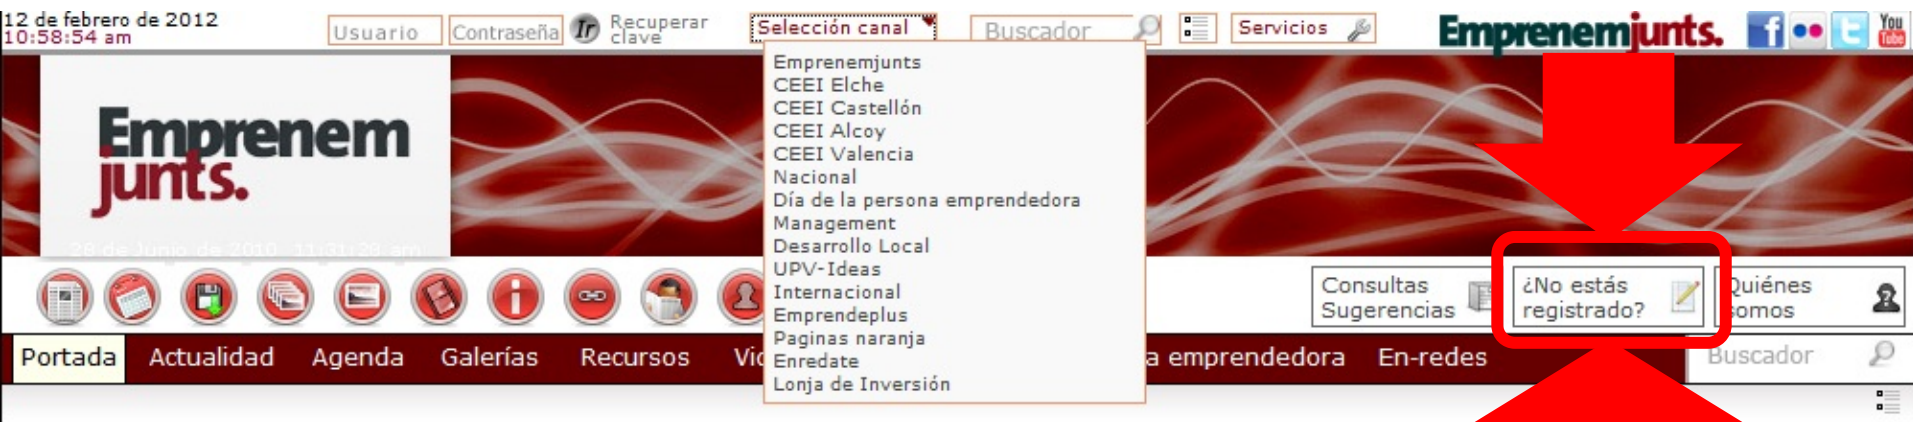 12 de febrero de 2012
10:58:54 am
Usuario
Contraseña
Ir
Recuperar
clave
Selección canal
Buscador
Servicios
Emprenemjunts.
f
You
Tube
Emprenem
junts.
28 de Junio de 2010 11:31:28 am
Emprenemjunts
CEEI Elche
CEEI Castellón
CEEI Alcoy
CEEI Valencia
Nacional
Día de la persona emprendedora
Management
Desarrollo Local
UPV-Ideas
Internacional
Emprendeplus
Paginas naranja
Enredate
Lonja de Inversión
Consultas
Sugerencias
¿No estás
registrado?
Quiénes
somos
Portada Actualidad Agenda Galerías Recursos
a emprendedora En-redes
Buscador